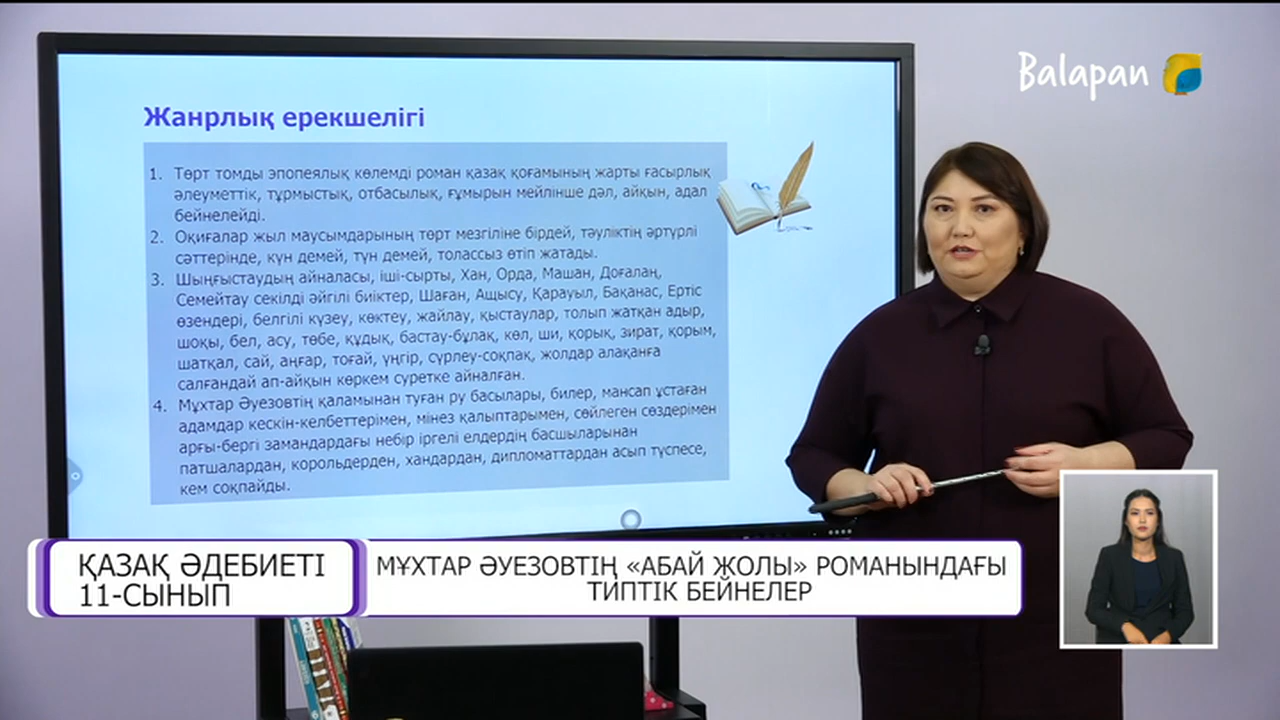 Balapan
Жанрлық ерекшелігі
1. Төрт томды эпопеялық көлемді роман қазақ қоғамының жарты ғасырлық
әлеуметтік, тұрмыстық, отбасылық, ғұмырын мейлінше дәл, айқын, адал
бейнелейді.
2. Оқиғалар жыл маусымдарының төрт мезгіліне бірдей, тәуліктің әртүрлі
сәттерінде, күн демей, түн демей, толассыз өтіп жатады.
3. Шыңғыстаудың айналасы, іші-сырты, Хан, Орда, Машан, Доғалаң,
Семейтау секілді әйгілі биіктер, Шаған, Ащысу, Қарауыл, Бақанас, Ертіс
өзендері, белгілі күзеу, көктеу, жайлау, қыстаулар, толып жатқан адыр,
шоқы, бел, асу, төбе, құдық, бастау-бұлақ, көл, ши, қорық, зират, қорым,
шатқал, сай, аңғар, тоғай, үңгір, сүрлеу-соқпақ, жолдар алақанға
салғандай ап-айқын көркем суретке айналған.
4. Мұхтар Әуезовтің қаламынан туған ру басылары, билер, мансап ұстаған
адамдар кескін-келбеттерімен, мінез қалыптарымен, сөйлеген сөздерімен
арғы-бергі замандардағы небір іргелі елдердің басшыларынан
патшалардан, корольдерден, хандардан, дипломаттардан асып түспесе,
кем соқпайды.
ҚАЗАҚ ӘДЕБИЕТІ
11-СЫНЫП
МҰХТАР ӘУЕЗОВТІҢ «АБАЙ ЖОЛЫ» РОМАНЫНДАҒЫ
ТИПТІК БЕЙНЕЛЕР